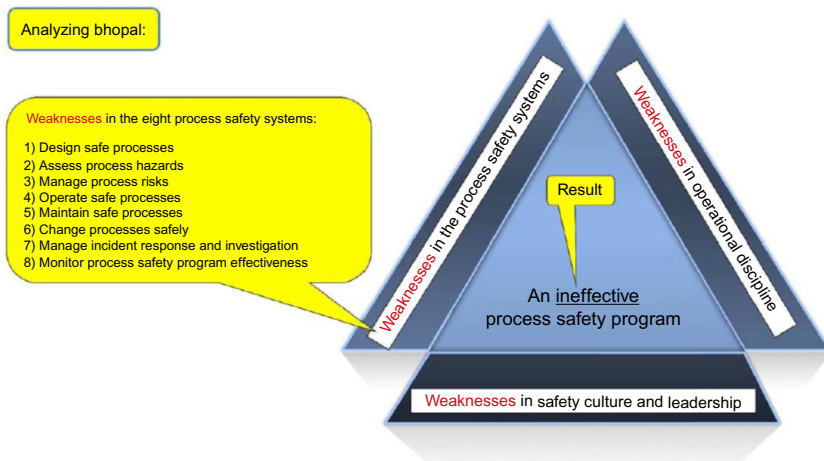 Analyzing bhopal:
Weaknesses in the eight process safety systems:
1) Design safe processes
2) Assess process hazards
3) Manage process risks
4) Operate safe processes
5) Maintain safe processes
6) Change processes safely
7) Manage incident response and investigation
8) Monitor process safety program effectiveness
Weaknesses in the process safety systems
Weaknesses in operational discipline
Result
An ineffective
process safety program
Weaknesses in safety culture and leadership